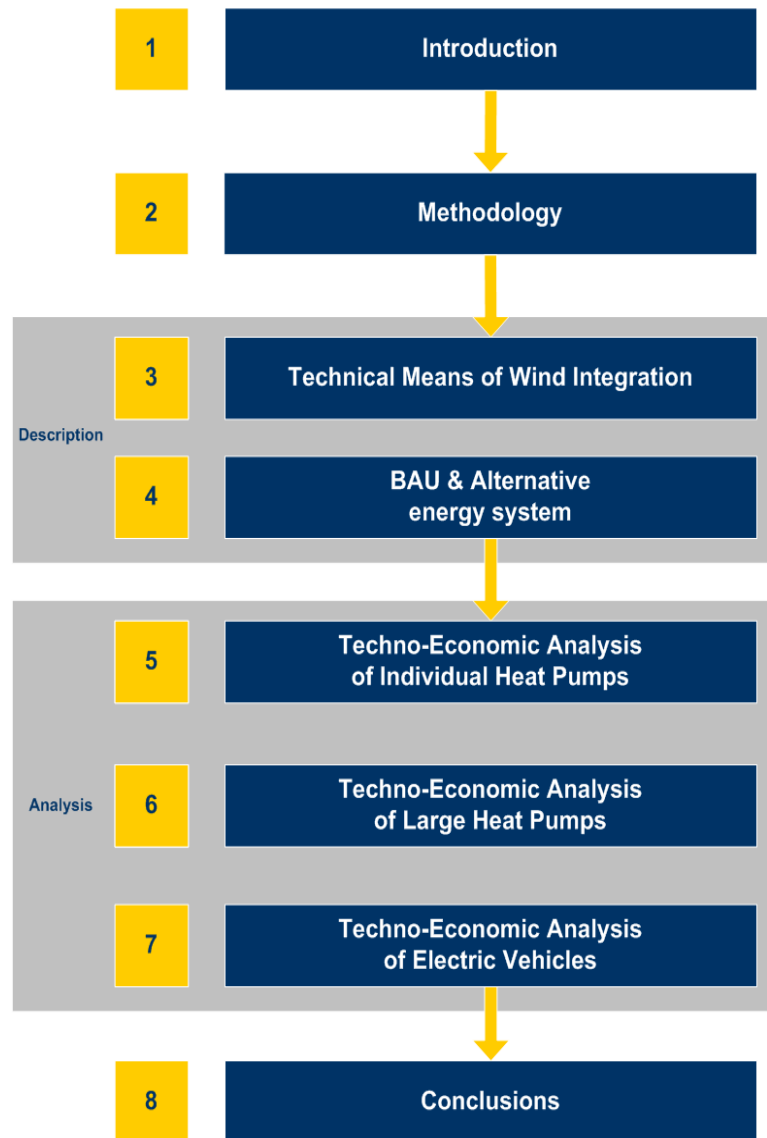 1
Introduction
2
Methodology
Description
3
Technical Means of Wind Integration
4
BAU & Alternative
energy system
Analysis
5
Techno-Economic Analysis
of Individual Heat Pumps
6
Techno-Economic Analysis
of Large Heat Pumps
7
Techno-Economic Analysis
of Electric Vehicles
8
Conclusions